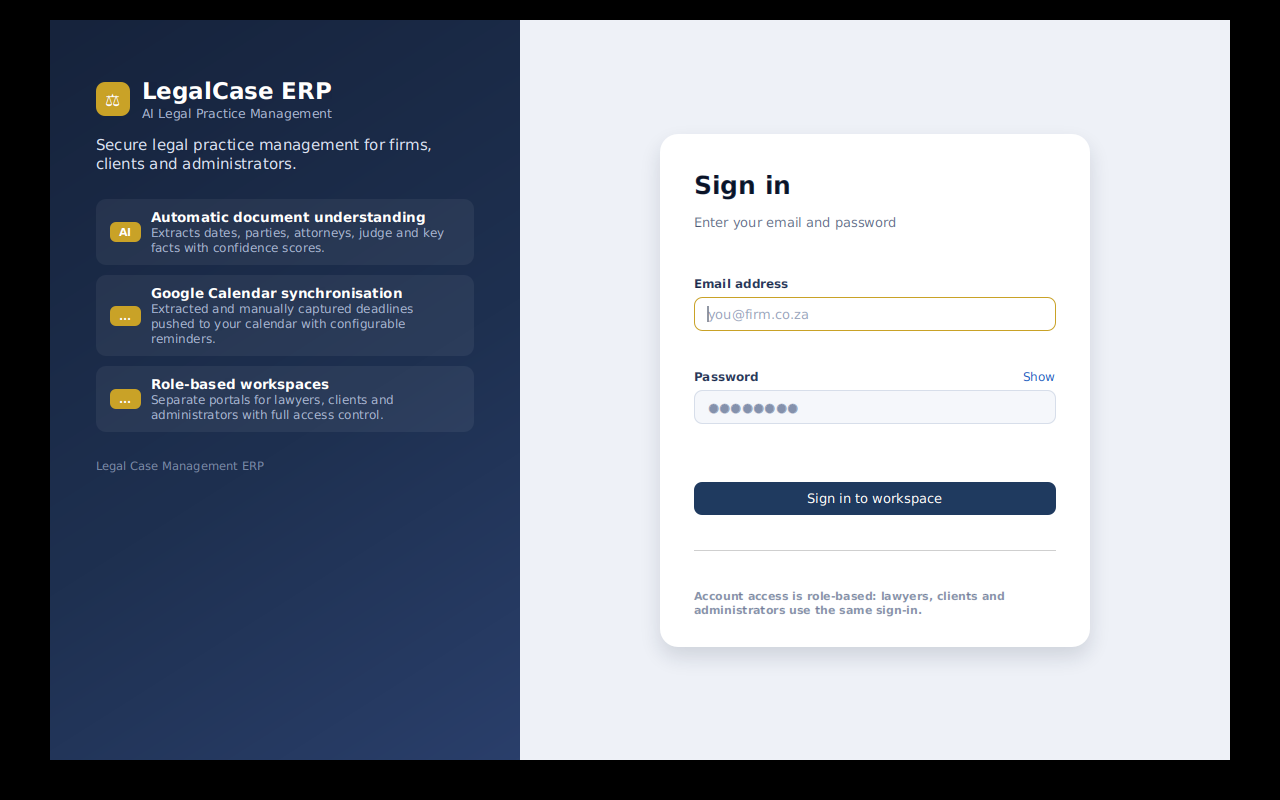 ⚖
LegalCase ERP
AI Legal Practice Management
Secure legal practice management for firms,
clients and administrators.
AI
Automatic document understanding
Extracts dates, parties, attorneys, judge and key
facts with confidence scores.
...
Google Calendar synchronisation
Extracted and manually captured deadlines
pushed to your calendar with configurable
reminders.
...
Role-based workspaces
Separate portals for lawyers, clients and
administrators with full access control.
Legal Case Management ERP
Sign in
Enter your email and password
Email address
you@firm.co.za
Password Show
●●●●●●●●
Sign in to workspace
Account access is role-based: lawyers, clients and
administrators use the same sign-in.